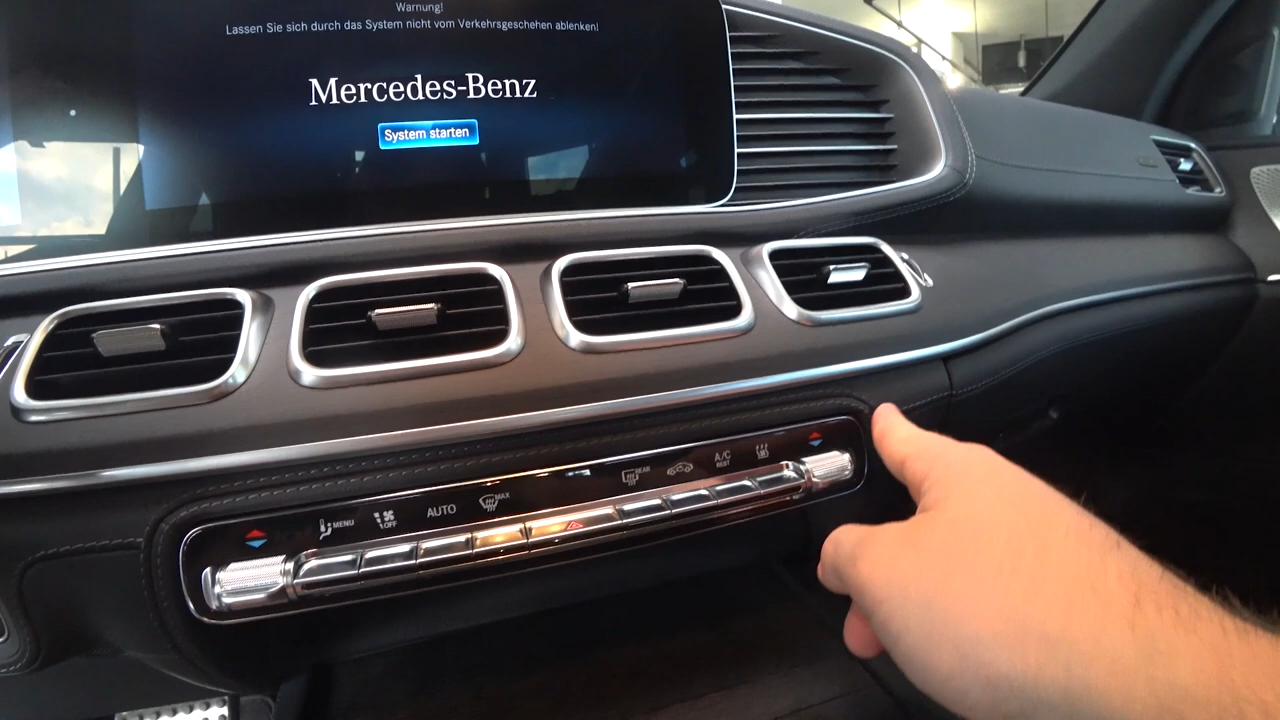 Warnung!
Lassen Sie sich durch das System nicht vom Verkehrsgeschehen ablenken!
Mercedes-Benz
System starten
MENU
OFF
AUTO
MAX
REAR
A/C
REST